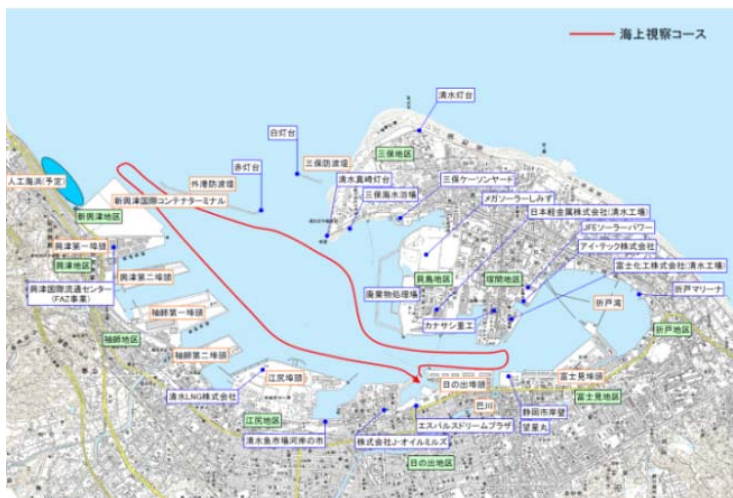 海上視察コース
清水灯台
白灯台
三保地区
三保防波堤
赤灯台
清水真崎灯台
三保ケーソンヤード
人工海浜(予定)
外港防波堤
三保海水浴場
メガソーラーしみず
新興津国際コンテナターミナル
日本軽金属株式会社(清水工場)
新興津地区
JFEソーラーパワー
興津第一埠頭
アイ・テック株式会社
興津地区
興津第二埠頭
貝島地区
塚間地区
富士化工株式会社(清水工場)
興津国際流通センター
(FAZ事業)
廃棄物処理場
折戸湾
折戸マリーナ
袖師第一埠頭
カナサシ重工
袖師地区
折戸地区
袖師第二埠頭
江尻埠頭
日の出埠頭
富士見埠頭
清水LNG株式会社
巴川
静岡市岸壁
富士見地区
江尻地区
エスパルスドリームプラザ
望星丸
清水魚市場河岸の市
株式会社J-オイルミルズ
日の出地区